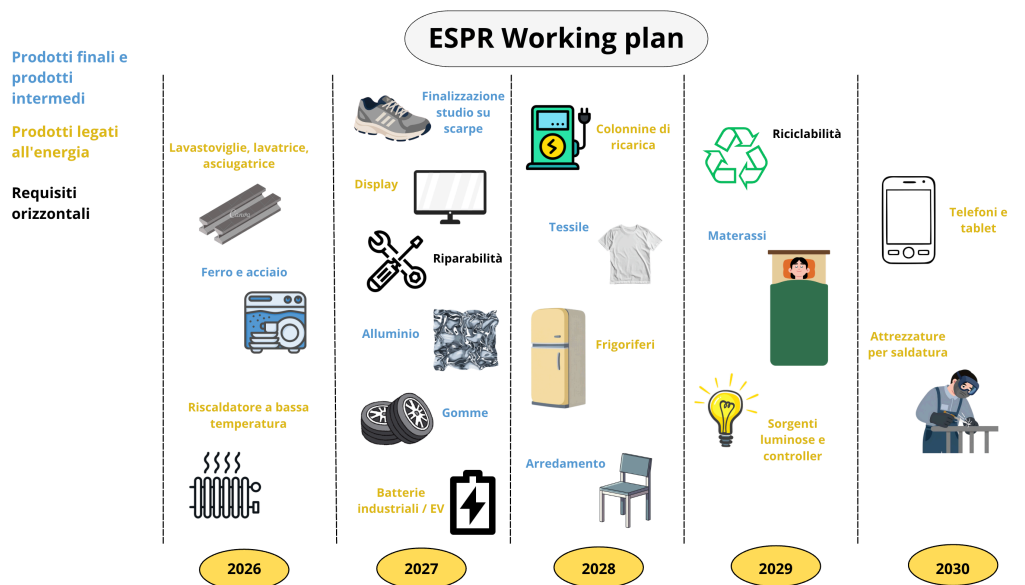 ESPR Working plan
Prodotti finali e
prodotti
intermedi
Prodotti legati
all'energia
Requisiti
orizzontali
Lavastoviglie, lavatrice,
asciugatrice
Canva
Ferro e acciaio
Riscaldatore a bassa
temperatura
2026
Finalizzazione
studio su
scarpe
Display
Riparabilità
Alluminio
Gomme
Batterie
industriali / EV
2027
Colonnine di
ricarica
Tessile
Frigoriferi
Arredamento
2028
Riciclabilità
Materassi
Sorgenti
luminose e
controller
2029
Telefoni e
tablet
Attrezzature
per saldatura
2030